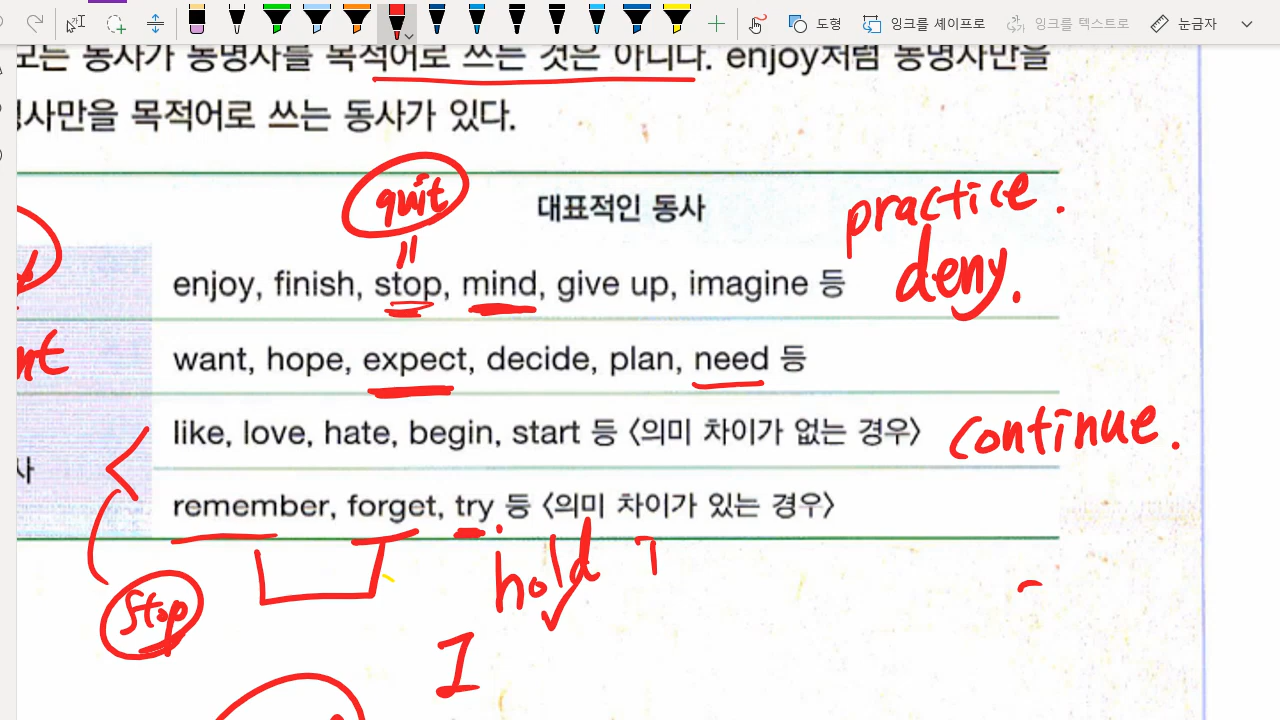 도형 잉크를 셰이프로 잉크를 텍스트로 눈금자
모든 동사가 동명사를 목적어로 쓰는 것은 아니다. enjoy처럼 동명사만을
사만을 목적어로 쓰는 동사가 있다.
quit
대표적인 동사
practice.
deny.
enjoy, finish, stop, mind, give up, imagine 등
want, hope, expect, decide, plan, need 등
like, love, hate, begin, start 등 〈의미 차이가 없는 경우〉 continue.
사
remember, forget, try 등 〈의미 차이가 있는 경우〉
hold
stop
I